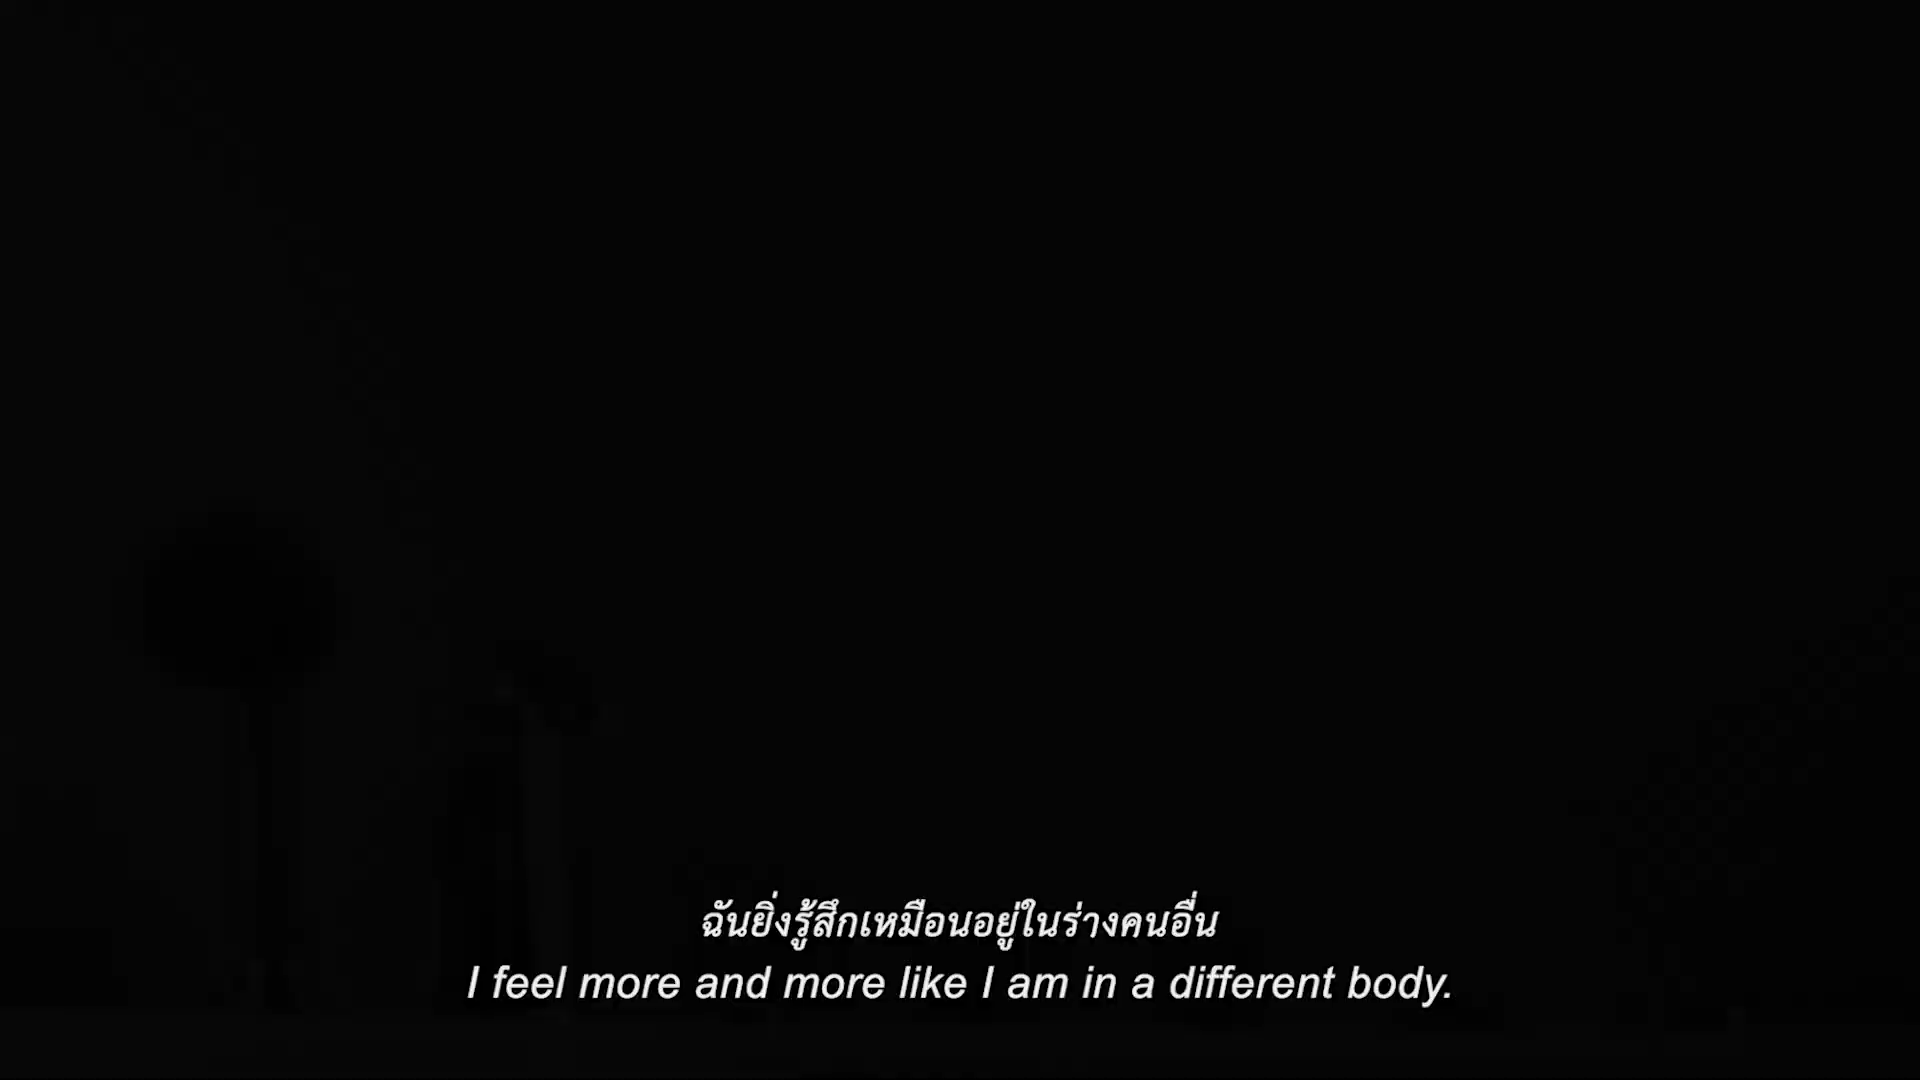 ฉันยิ่งรู้สึกเหมือนอยู่ในร่างคนอื่น
I feel more and more like I am in a different body.